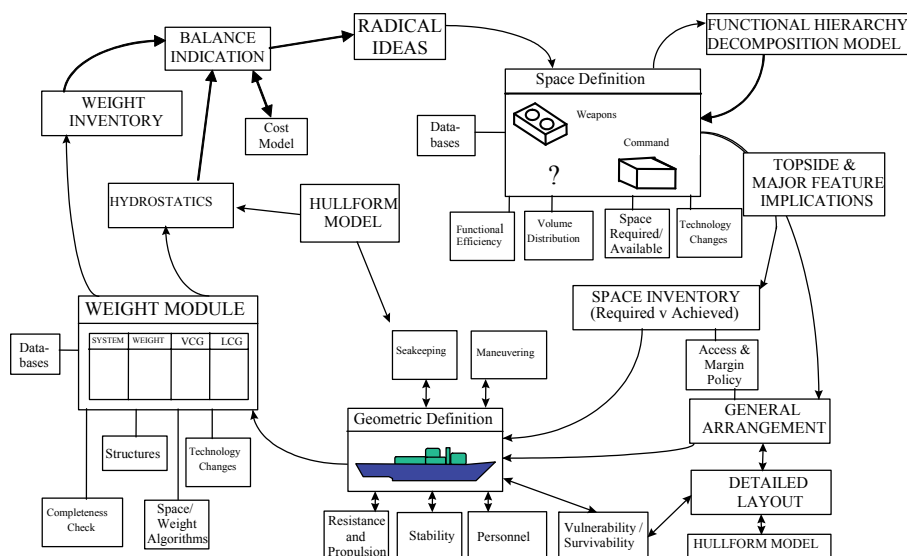 BALANCE
INDICATION
RADICAL
IDEAS
FUNCTIONAL HIERARCHY
DECOMPOSITION MODEL
WEIGHT
INVENTORY
Cost
Model
Data-
bases
Space Definition
Weapons
Command
?
TOPSIDE &
MAJOR FEATURE
IMPLICATIONS
HYDROSTATICS
HULLFORM
MODEL
Functional
Efficiency
Volume
Distribution
Space
Required/
Available
Technology
Changes
WEIGHT MODULE
SYSTEM
WEIGHT
VCG
LCG
Data-
bases
SPACE INVENTORY
(Required v Achieved)
Seakeeping
Maneuvering
Access &
Margin
Policy
Geometric Definition
GENERAL
ARRANGEMENT
Structures
Technology
Changes
Completeness
Check
Space/
Weight
Algorithms
Resistance
and
Propulsion
Stability
Personnel
Vulnerability /
Survivability
DETAILED
LAYOUT
HULLFORM MODEL